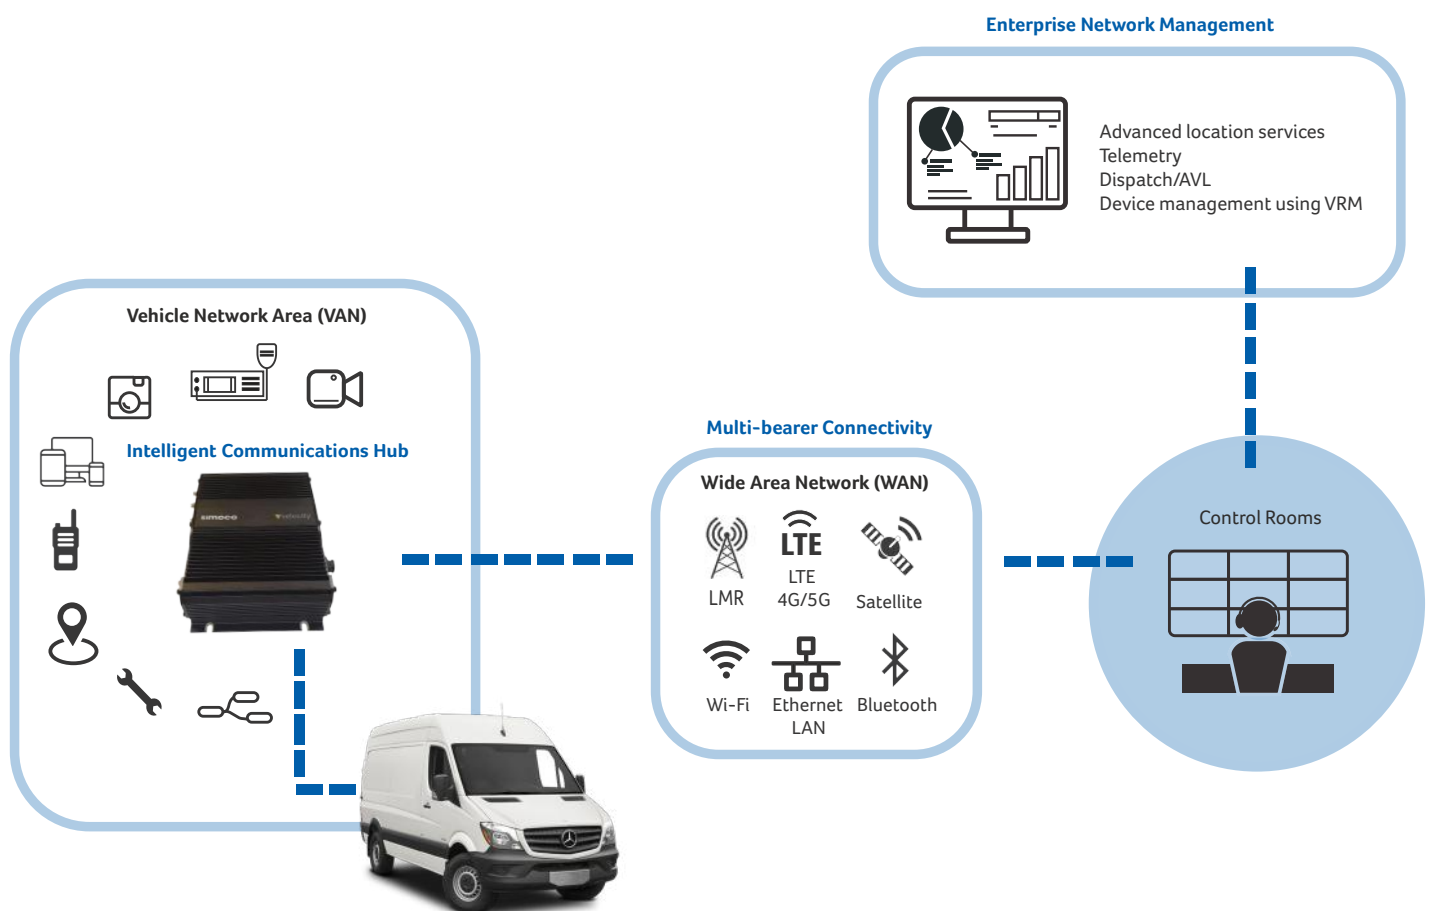 Enterprise Network Management
Advanced location services
Telemetry
Dispatch/AVL
Device management using VRM
Vehicle Network Area (VAN)
Intelligent Communications Hub
simoco
velocity
Multi-bearer Connectivity
Wide Area Network (WAN)
LTE
LMR
LTE
4G/5G
Satellite
Wi-Fi
Ethernet
LAN
Bluetooth
Control Rooms